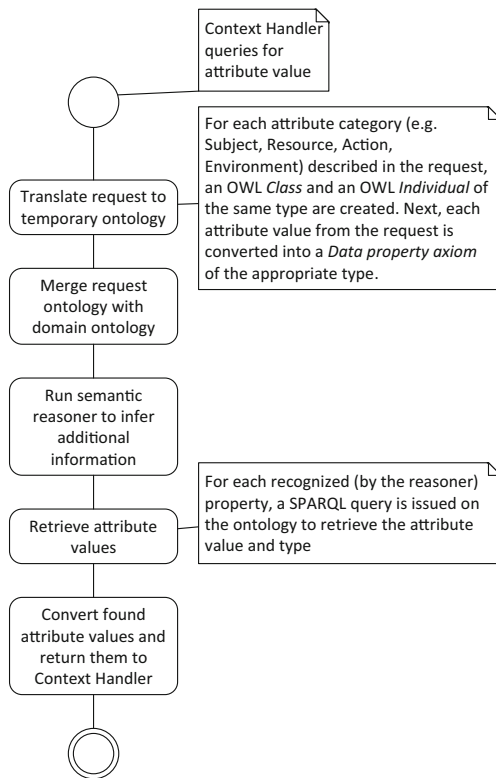 Context Handler
queries for
attribute value
For each attribute category (e.g.
Subject, Resource, Action,
Environment) described in the request,
an OWL Class and an OWL Individual of
the same type are created. Next, each
attribute value from the request is
converted into a Data property axiom
of the appropriate type.
Translate request to
temporary ontology
Merge request
ontology with
domain ontology
Run semantic
reasoner to infer
additional
information
For each recognized (by the reasoner)
property, a SPARQL query is issued on
the ontology to retrieve the attribute
value and type
Retrieve attribute
values
Convert found
attribute values and
return them to
Context Handler